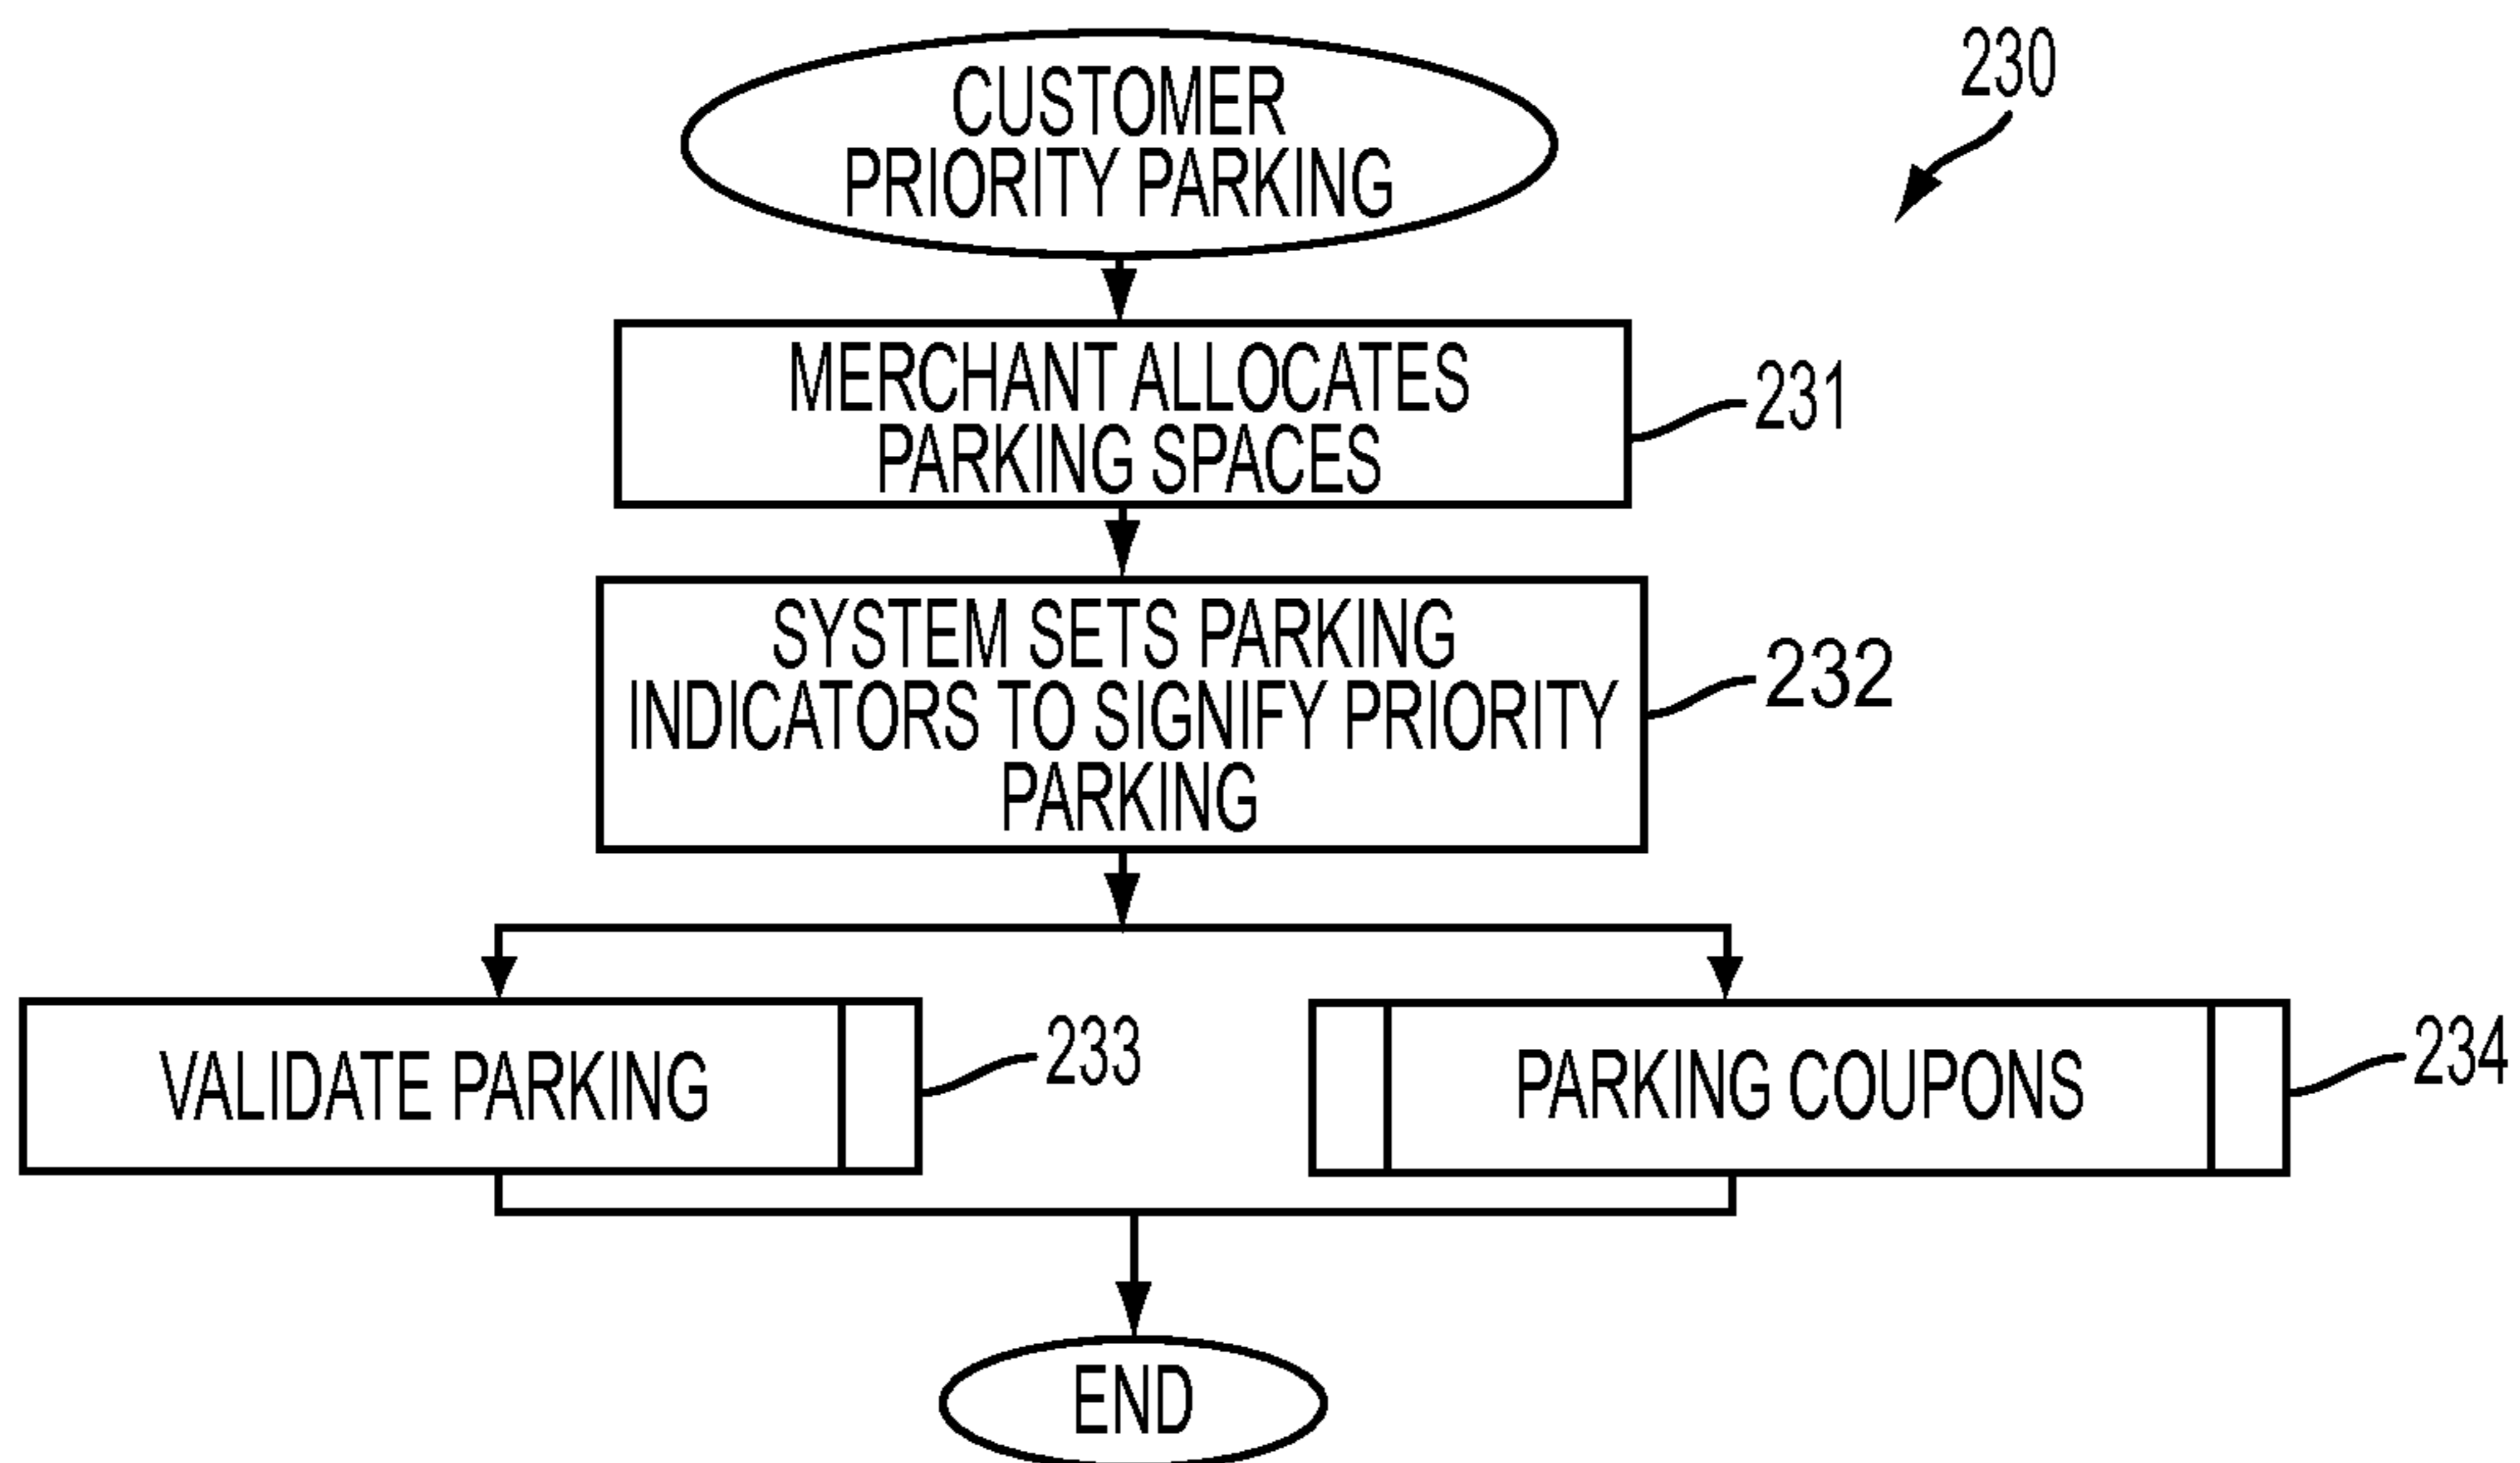 CUSTOMER
PRIORITY PARKING
230
MERCHANT ALLOCATES
PARKING SPACES
231
SYSTEM SETS PARKING
INDICATORS TO SIGNIFY PRIORITY
PARKING
232
VALIDATE PARKING
233
PARKING COUPONS
234
END